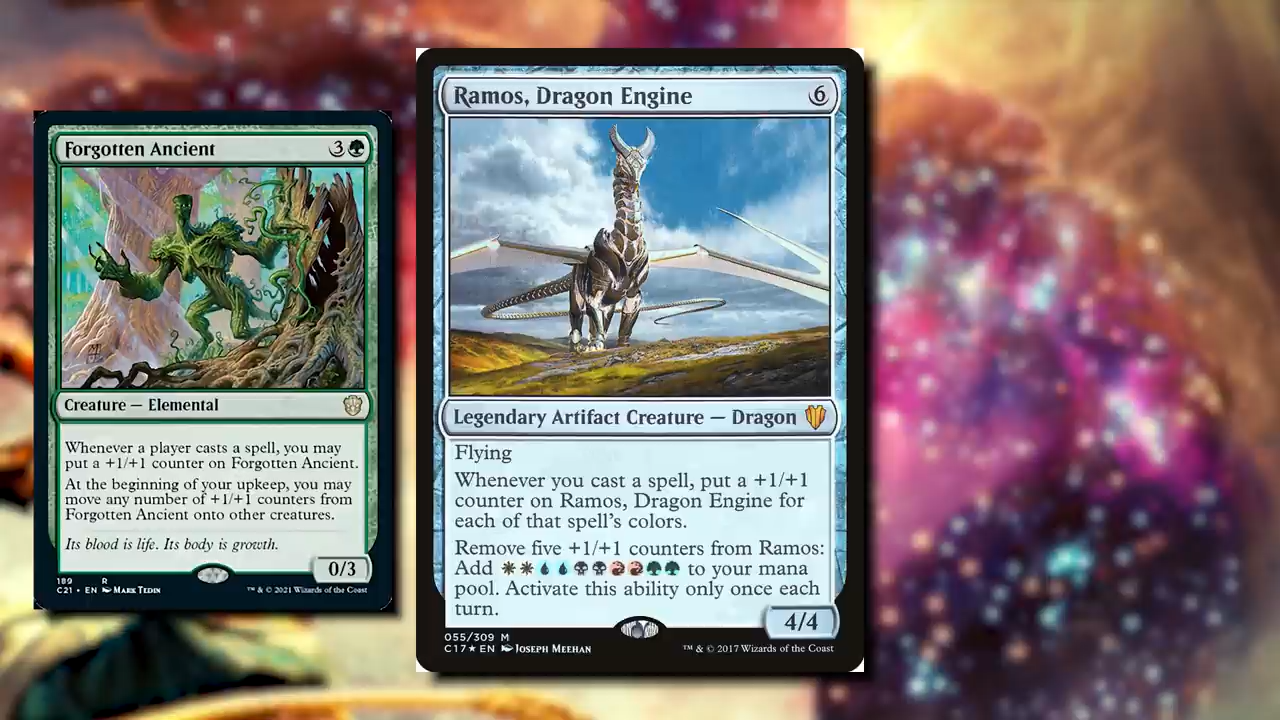 Forgotten Ancient 3
Creature — Elemental
Whenever a player casts a spell, you may
put a +1/+1 counter on Forgotten Ancient.
At the beginning of your upkeep, you may
move any number of +1/+1 counters from
Forgotten Ancient onto other creatures.
Its blood is life. Its body is growth.
0/3
189 R
C21 • EN MARK TEDIN ™ & © 2021 Wizards of the Coast
Ramos, Dragon Engine 6
Legendary Artifact Creature — Dragon
Flying
Whenever you cast a spell, put a +1/+1
counter on Ramos, Dragon Engine for
each of that spell's colors.
Remove five +1/+1 counters from Ramos:
Add to your mana
pool. Activate this ability only once each
turn.
4/4
055/309 M
C17★EN JOSEPH MEEHAN ™ & © 2017 Wizards of the Coast